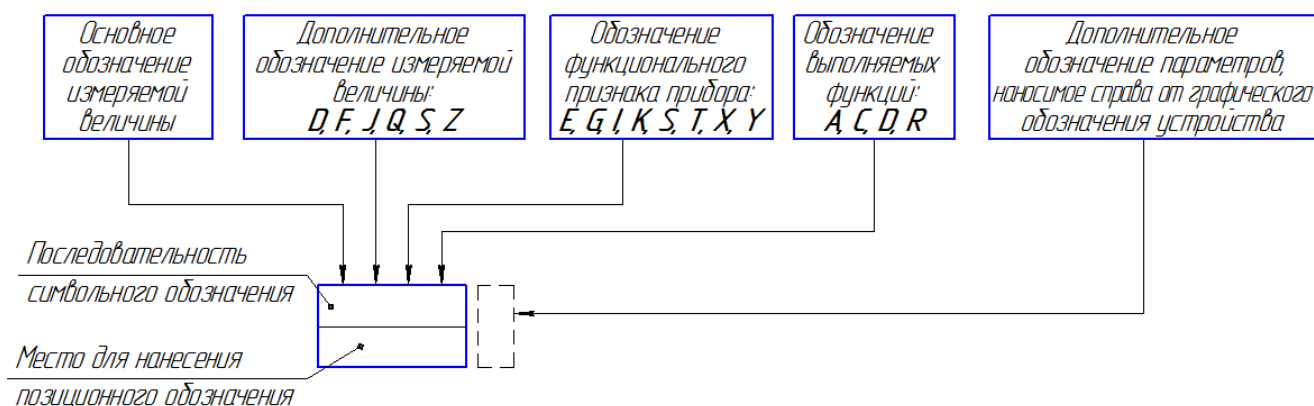 Основное
обозначение
измеряемой
величины
Дополнительное
обозначение измеряемой
величины:
D, F, J, Q, S, Z
Обозначение
функционального
признака прибора:
E, G, I, K, S, T, X, Y
Обозначение
выполняемых
функций:
A, C, D, R
Дополнительное
обозначение параметров,
наносимое справа от графического
обозначения устройства
Последовательность
символьного обозначения
Место для нанесения
позиционного обозначения